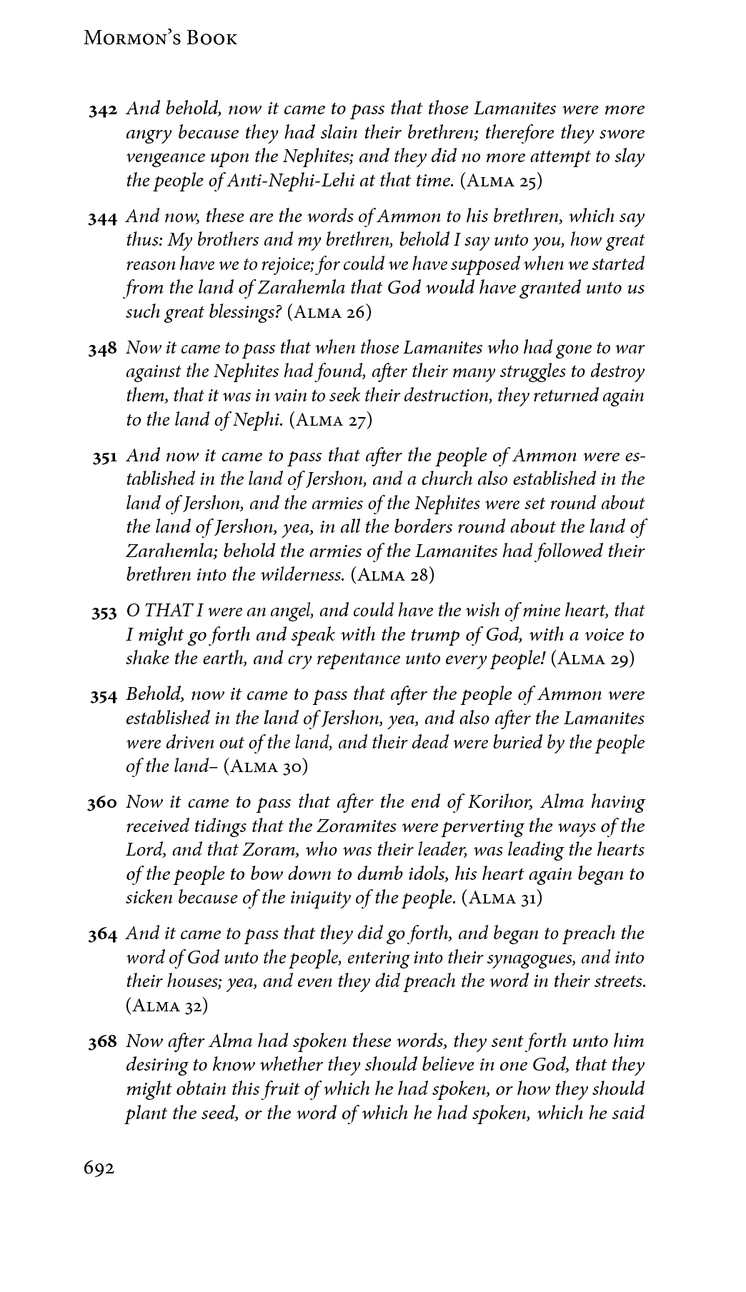 Mormon’s Book
342 And behold, now it came to pass that those Lamanites were more
angry because they had slain their brethren; therefore they swore
vengeance upon the Nephites; and they did no more attempt to slay
the people of Anti-Nephi-Lehi at that time. (Alma 25)
344 And now, these are the words of Ammon to his brethren, which say
thus: My brothers and my brethren, behold I say unto you, how great
reason have we to rejoice; for could we have supposed when we started
from the land of Zarahemla that God would have granted unto us
such great blessings? (Alma 26)
348 Now it came to pass that when those Lamanites who had gone to war
against the Nephites had found, after their many struggles to destroy
them, that it was in vain to seek their destruction, they returned again
to the land of Nephi. (Alma 27)
351 And now it came to pass that after the people of Ammon were es-
tablished in the land of Jershon, and a church also established in the
land of Jershon, and the armies of the Nephites were set round about
the land of Jershon, yea, in all the borders round about the land of
Zarahemla; behold the armies of the Lamanites had followed their
brethren into the wilderness. (Alma 28)
353 O THAT I were an angel, and could have the wish of mine heart, that
I might go forth and speak with the trump of God, with a voice to
shake the earth, and cry repentance unto every people! (Alma 29)
354 Behold, now it came to pass that after the people of Ammon were
established in the land of Jershon, yea, and also after the Lamanites
were driven out of the land, and their dead were buried by the people
of the land– (Alma 30)
360 Now it came to pass that after the end of Korihor, Alma having
received tidings that the Zoramites were perverting the ways of the
Lord, and that Zoram, who was their leader, was leading the hearts
of the people to bow down to dumb idols, his heart again began to
sicken because of the iniquity of the people. (Alma 31)
364 And it came to pass that they did go forth, and began to preach the
word of God unto the people, entering into their synagogues, and into
their houses; yea, and even they did preach the word in their streets.
(Alma 32)
368 Now after Alma had spoken these words, they sent forth unto him
desiring to know whether they should believe in one God, that they
might obtain this fruit of which he had spoken, or how they should
plant the seed, or the word of which he had spoken, which he said
692